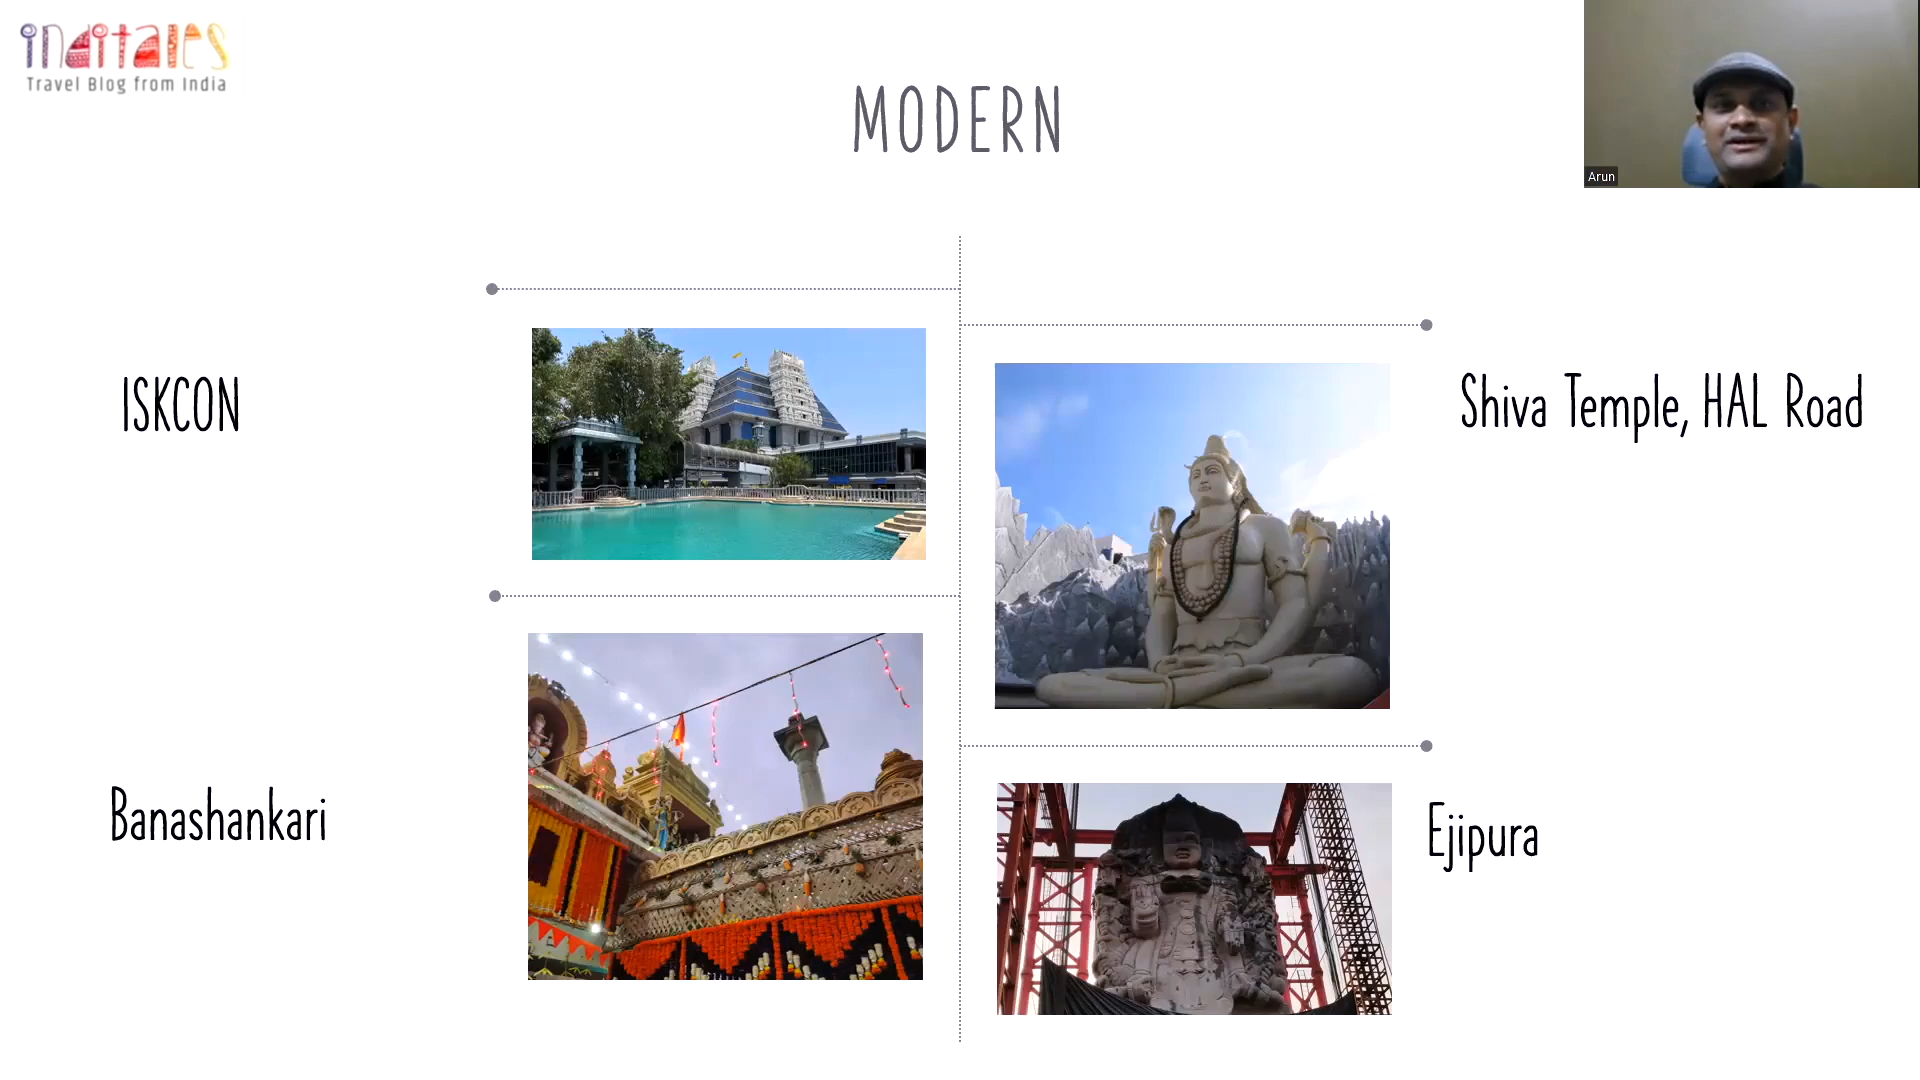 inditales
Travel Blog from India
MODERN
Arun
ISKCON
Shiva Temple, HAL Road
Banashankari
Ejipura